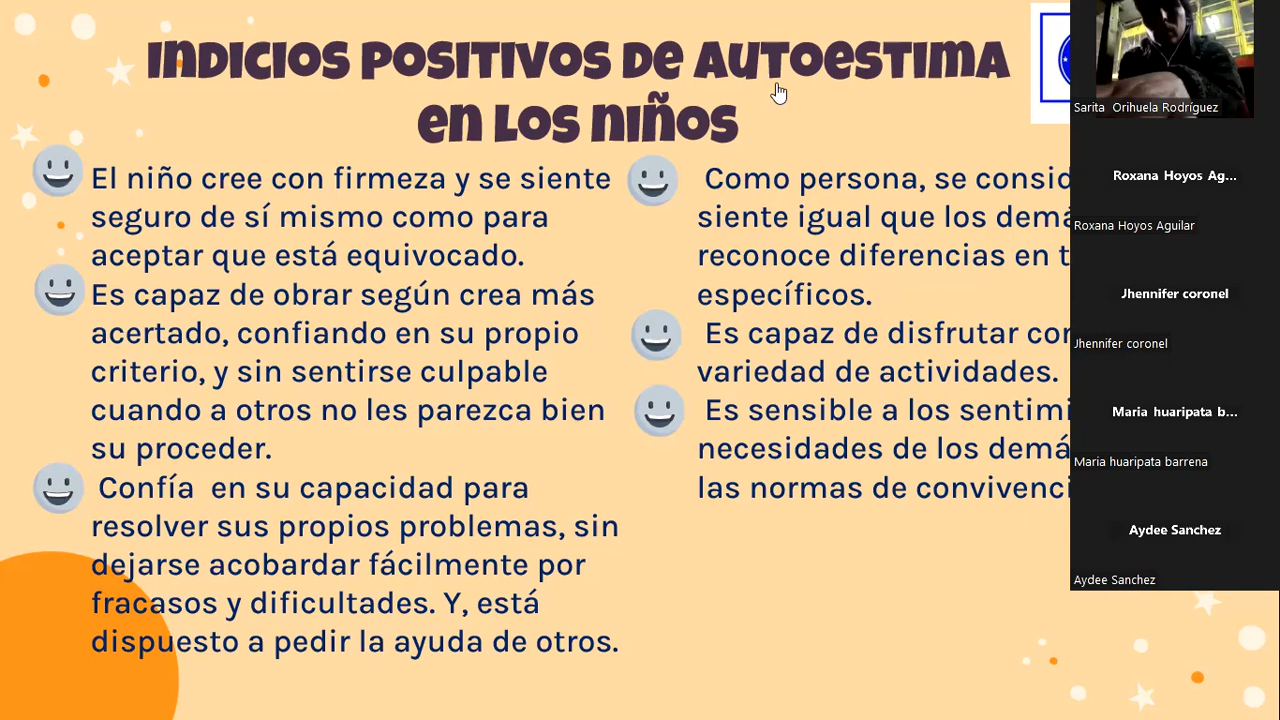 INDICIOS POSITIVOS DE AUTOESTIMA
EN LOS NIÑOS
El niño cree con firmeza y se siente
seguro de sí mismo como para
aceptar que está equivocado.
Es capaz de obrar según crea más
acertado, confiando en su propio
criterio, y sin sentirse culpable
cuando a otros no les parezca bien
su proceder.
Confía en su capacidad para
resolver sus propios problemas, sin
dejarse acobardar fácilmente por
fracasos y dificultades. Y, está
dispuesto a pedir la ayuda de otros.
Como persona, se
siente igual que los
reconoce diferencias en
específicos.
Es capaz de disfrutar
variedad de actividades.
Es sensible a los
necesidades de los
las normas de
Sarita Orihuela Rodríguez
Roxana Hoyos Ag...
Roxana Hoyos Aguilar
Jhennifer coronel
Jhennifer coronel
Maria huaripata b...
Maria huaripata barrena
Aydee Sanchez
Aydee Sanchez